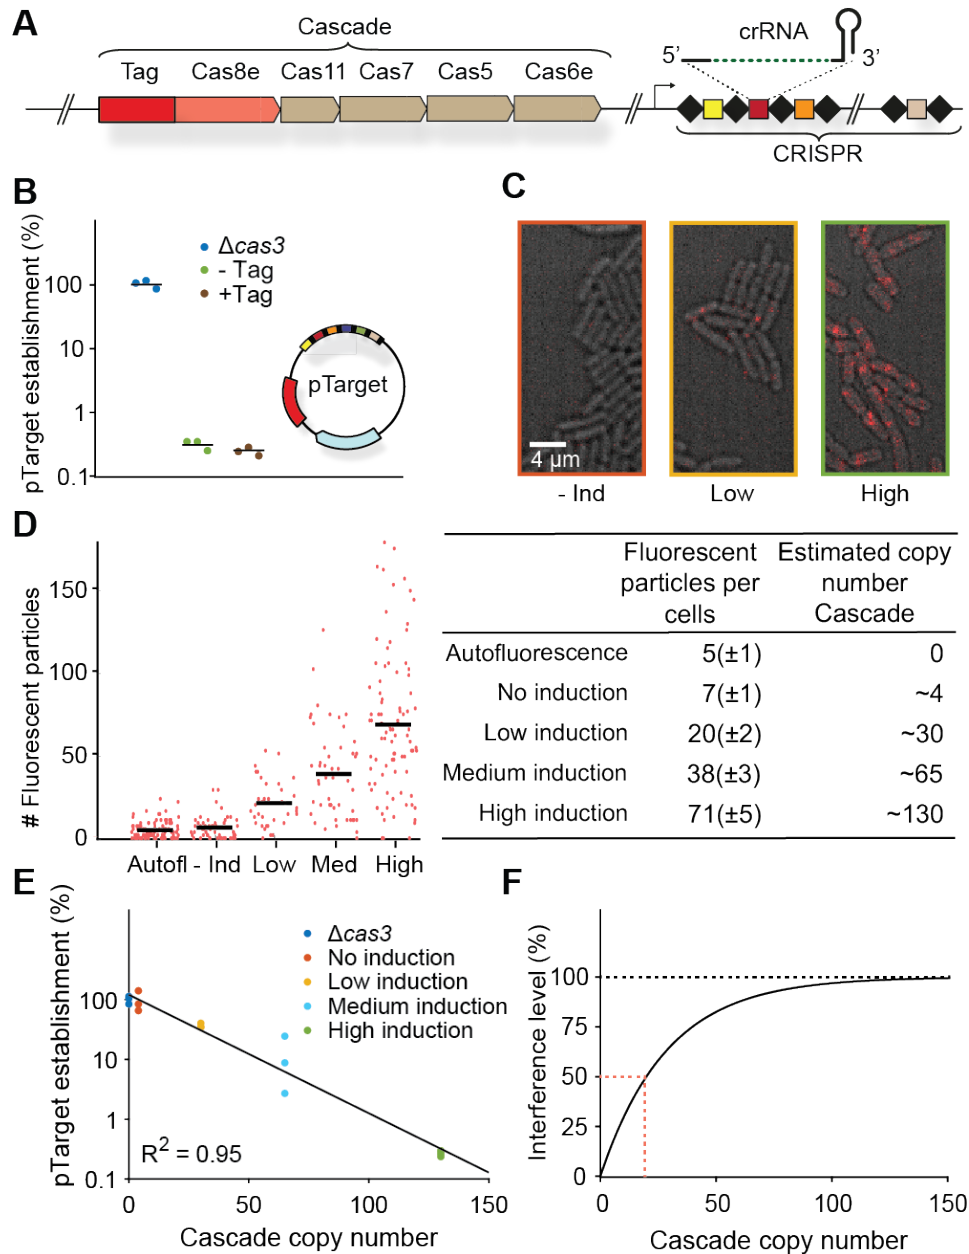 A
Cascade
Tag Cas8e Cas11 Cas7 Cas5 Cas6e
crRNA
5’ 3’
CRISPR
B
pTarget establishment (%)
100
10
1
0.1
Δcas3
- Tag
+Tag
pTarget
C
4 µm
- Ind Low High
D
# Fluorescent particles
150
100
50
0
Autofl - Ind Low Med High
Fluorescent particles per cells Estimated copy number Cascade
Autofluorescence 5(±1) 0
No induction 7(±1) ~4
Low induction 20(±2) ~30
Medium induction 38(±3) ~65
High induction 71(±5) ~130
E
pTarget establishment (%)
100
10
1
0.1
Δcas3
No induction
Low induction
Medium induction
High induction
R² = 0.95
0 50 100 150
Cascade copy number
F
Interference level (%)
100
75
50
25
0
0 50 100 150
Cascade copy number